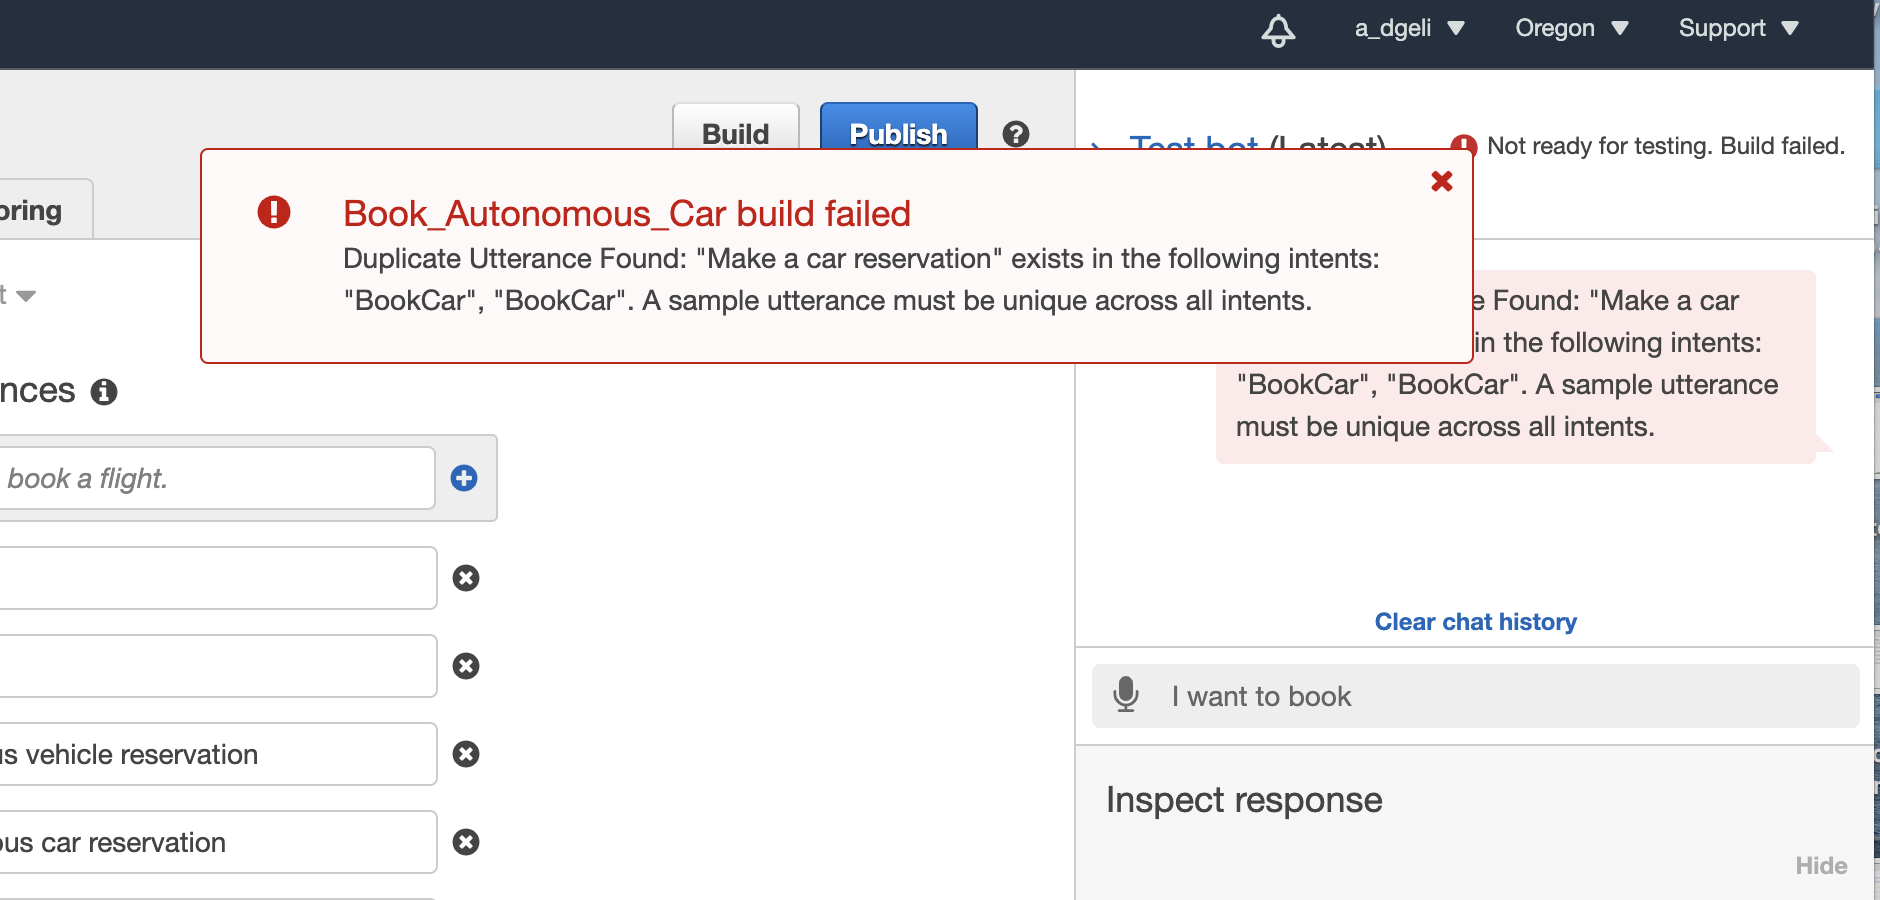 a_dgeli
Oregon
Support
Build
Publish
Test bot (Latest)
Not ready for testing. Build failed.
oring
Book_Autonomous_Car build failed
Duplicate Utterance Found: "Make a car reservation" exists in the following intents:
"BookCar", "BookCar". A sample utterance must be unique across all intents.
t
e Found: "Make a car
in the following intents:
"BookCar", "BookCar". A sample utterance
must be unique across all intents.
nces
book a flight.
Clear chat history
I want to book
us vehicle reservation
Inspect response
ous car reservation
Hide